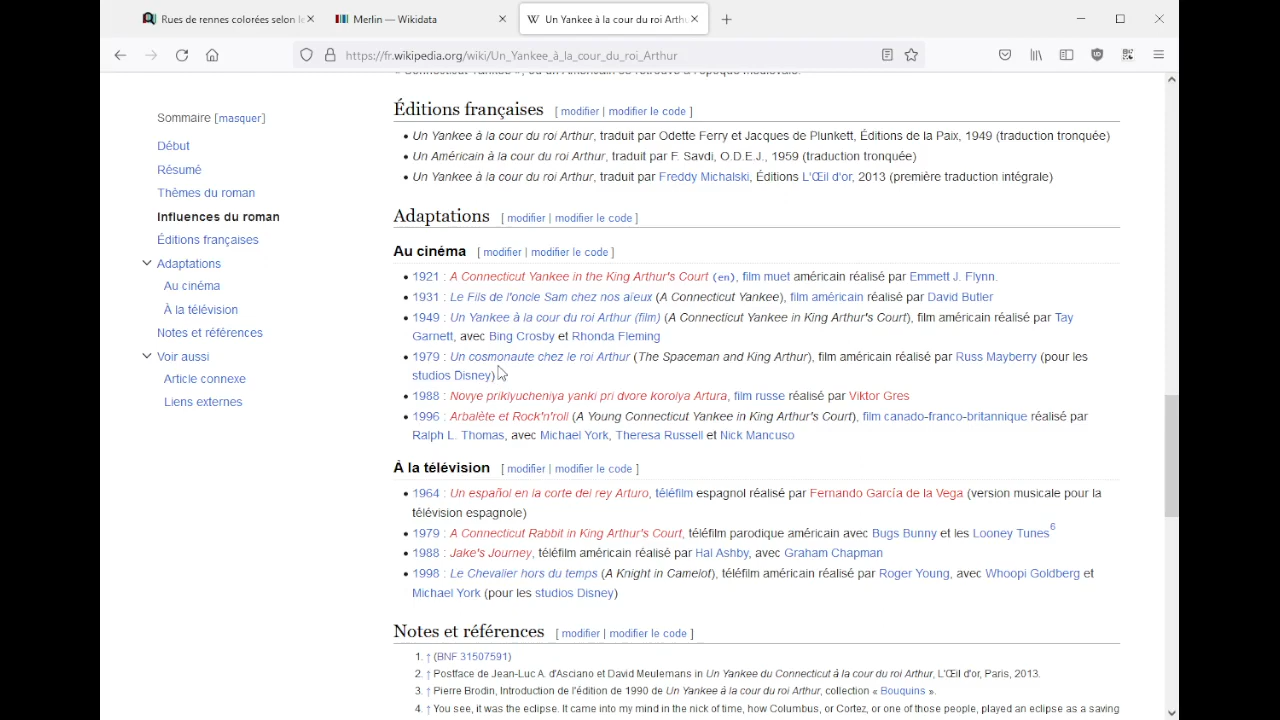 Rues de rennes colorées selon le
Merlin — Wikidata
Un Yankee à la cour du roi Arthu
https://fr.wikipedia.org/wiki/Un_Yankee_à_la_cour_du_roi_Arthur
« Connecticut Yankee », où un Américain se retrouve à l'époque médiévale.
Sommaire [masquer]
Début
Résumé
Thèmes du roman
Influences du roman
Éditions françaises
Adaptations
Au cinéma
À la télévision
Notes et références
Voir aussi
Article connexe
Liens externes
Éditions françaises [ modifier | modifier le code ]
• Un Yankee à la cour du roi Arthur, traduit par Odette Ferry et Jacques de Plunkett, Éditions de la Paix, 1949 (traduction tronquée)
• Un Américain à la cour du roi Arthur, traduit par F. Savdi, O.D.E.J., 1959 (traduction tronquée)
• Un Yankee à la cour du roi Arthur, traduit par Freddy Michalski, Éditions L'Œil d'or, 2013 (première traduction intégrale)
Adaptations [ modifier | modifier le code ]
Au cinéma [ modifier | modifier le code ]
• 1921 : A Connecticut Yankee in the King Arthur's Court (en), film muet américain réalisé par Emmett J. Flynn.
• 1931 : Le Fils de l'oncle Sam chez nos aïeux (A Connecticut Yankee), film américain réalisé par David Butler
• 1949 : Un Yankee à la cour du roi Arthur (film) (A Connecticut Yankee in King Arthur's Court), film américain réalisé par Tay
Garnett, avec Bing Crosby et Rhonda Fleming
• 1979 : Un cosmonaute chez le roi Arthur (The Spaceman and King Arthur), film américain réalisé par Russ Mayberry (pour les
studios Disney)
• 1988 : Novye priklyucheniya yanki pri dvore korolya Artura, film russe réalisé par Viktor Gres
• 1996 : Arbalète et Rock'n'roll (A Young Connecticut Yankee in King Arthur's Court), film canado-franco-britannique réalisé par
Ralph L. Thomas, avec Michael York, Theresa Russell et Nick Mancuso
À la télévision [ modifier | modifier le code ]
• 1964 : Un español en la corte del rey Arturo, téléfilm espagnol réalisé par Fernando García de la Vega (version musicale pour la
télévision espagnole)
• 1979 : A Connecticut Rabbit in King Arthur's Court, téléfilm parodique américain avec Bugs Bunny et les Looney Tunes6
• 1988 : Jake's Journey, téléfilm américain réalisé par Hal Ashby, avec Graham Chapman
• 1998 : Le Chevalier hors du temps (A Knight in Camelot), téléfilm américain réalisé par Roger Young, avec Whoopi Goldberg et
Michael York (pour les studios Disney)
Notes et références [ modifier | modifier le code ]
1. ↑ (BNF 31507591)
2. ↑ Postface de Jean-Luc A. d'Asciano et David Meulemans in Un Yankee du Connecticut à la cour du roi Arthur, L'Œil d'or, Paris, 2013.
3. ↑ Pierre Brodin, Introduction de l'édition de 1990 de Un Yankee à la cour du roi Arthur, collection « Bouquins ».
4. ↑ You see, it was the eclipse. It came into my mind in the nick of time, how Columbus, or Cortez, or one of those people, played an eclipse as a saving